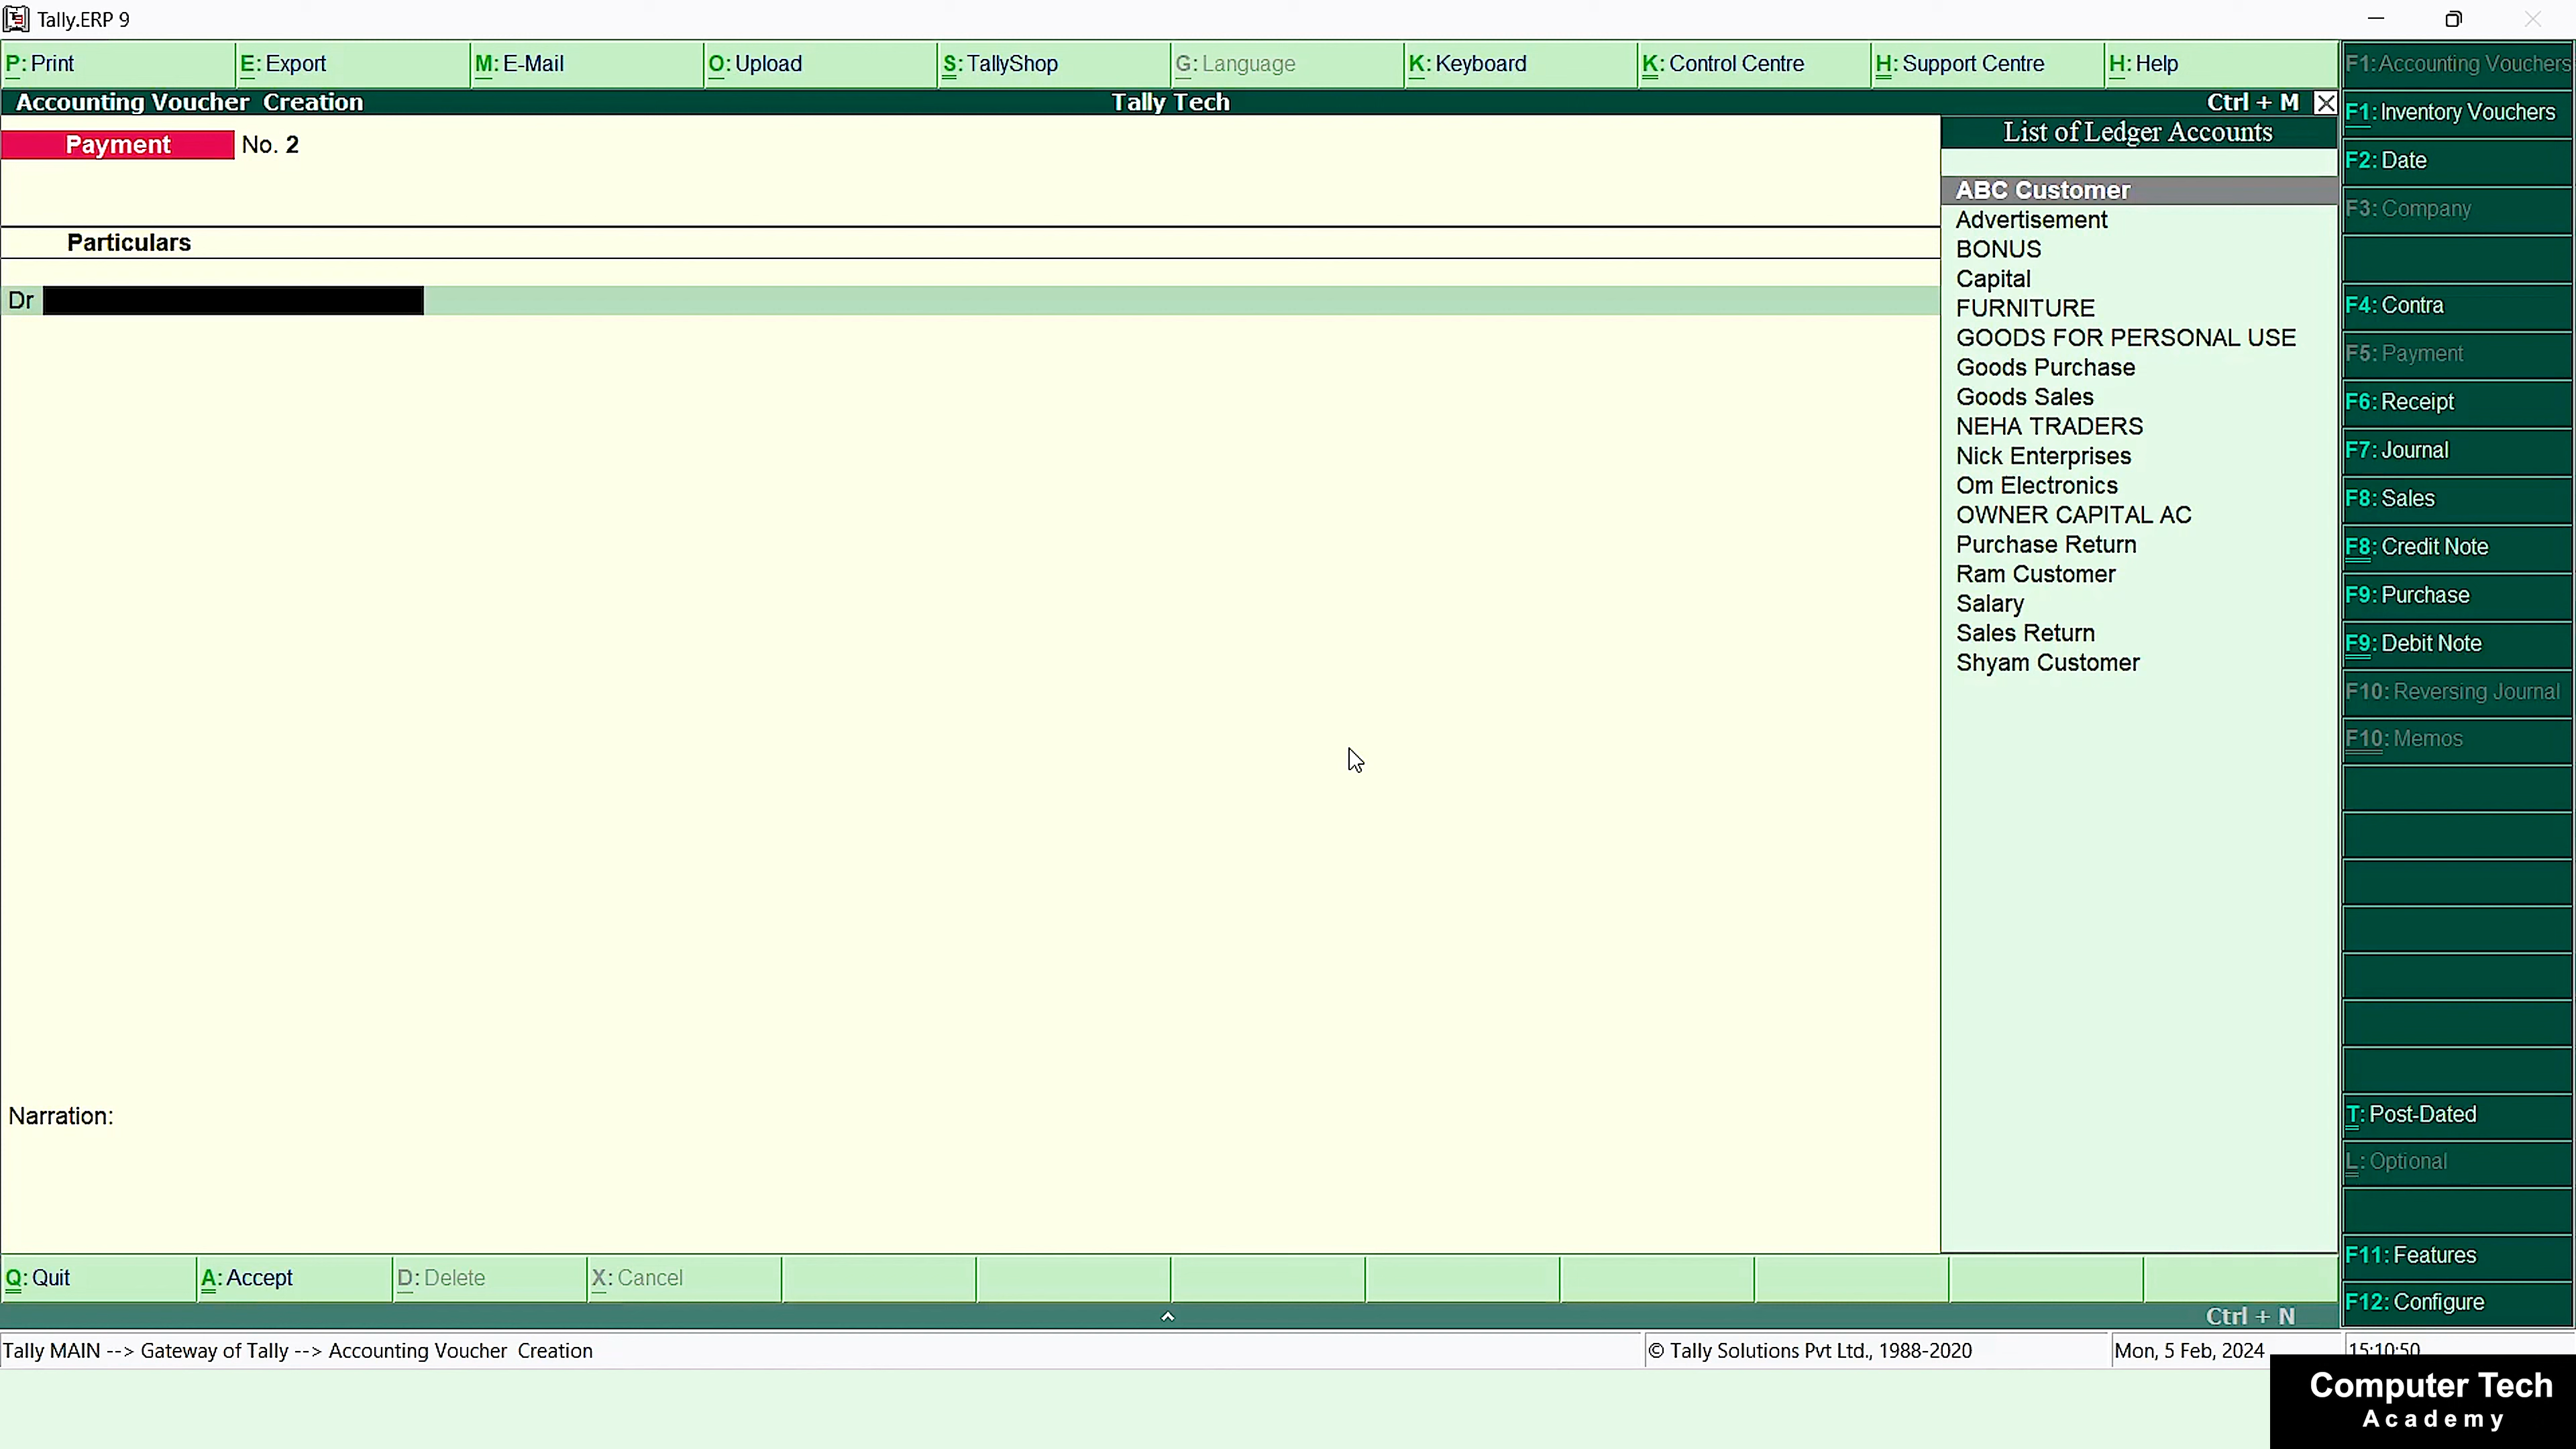 Tally.ERP 9
P: Print E: Export M: E-Mail O: Upload S: TallyShop G: Language K: Keyboard K: Control Centre H: Support Centre H: Help
Accounting Voucher Creation Tally Tech Ctrl + M
Payment No. 2
Particulars
Dr
Narration:
List of Ledger Accounts
ABC Customer
Advertisement
BONUS
Capital
FURNITURE
GOODS FOR PERSONAL USE
Goods Purchase
Goods Sales
NEHA TRADERS
Nick Enterprises
Om Electronics
OWNER CAPITAL AC
Purchase Return
Ram Customer
Salary
Sales Return
Shyam Customer
F1: Accounting Vouchers
F1: Inventory Vouchers
F2: Date
F3: Company
F4: Contra
F5: Payment
F6: Receipt
F7: Journal
F8: Sales
F8: Credit Note
F9: Purchase
F9: Debit Note
F10: Reversing Journal
F10: Memos
T: Post-Dated
L: Optional
F11: Features
F12: Configure
Q: Quit A: Accept D: Delete X: Cancel
Ctrl + N
Tally MAIN --> Gateway of Tally --> Accounting Voucher Creation © Tally Solutions Pvt Ltd., 1988-2020 Mon, 5 Feb, 2024 15:10:50
Computer Tech
Academy